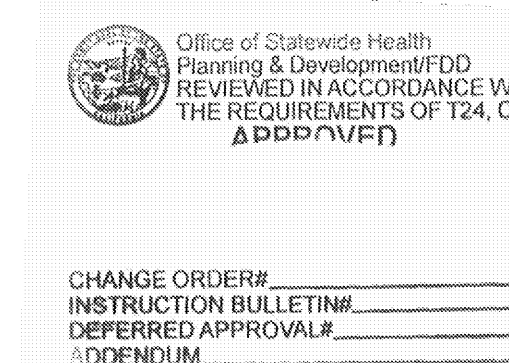 Office of Statewide Health
Planning & Development/FDD
REVIEWED IN ACCORDANCE W
THE REQUIREMENTS OF T24, C
APPROVED
CHANGE ORDER#
INSTRUCTION BULLETIN#
DEFERRED APPROVAL#
ADDENDUM